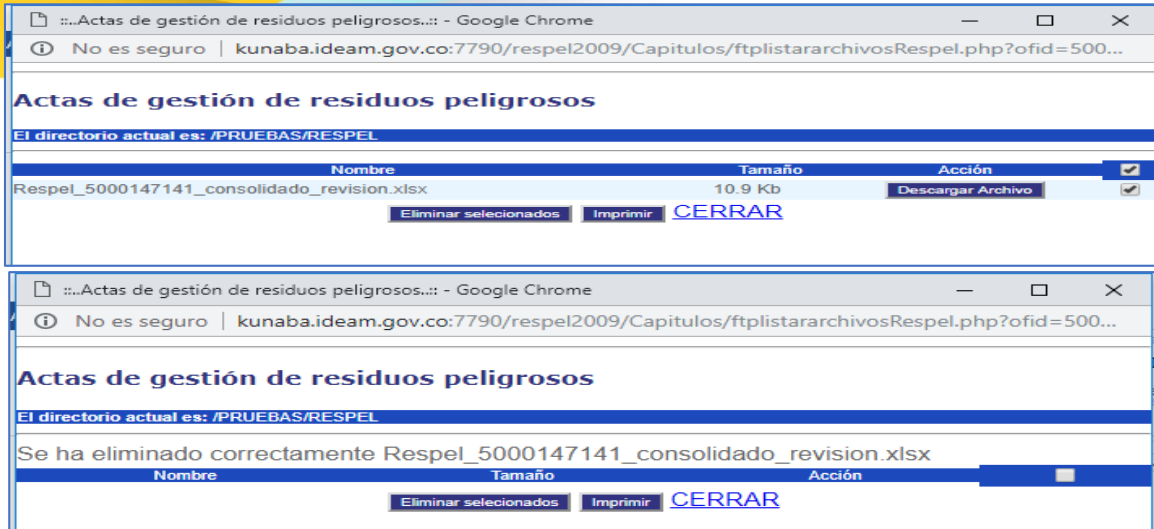 ::..Actas de gestión de residuos peligrosos..:: - Google Chrome
No es seguro | kunaba.ideam.gov.co:7790/respel2009/Capitulos/ftplistararchivosRespel.php?ofid=500...
Actas de gestión de residuos peligrosos
El directorio actual es: /PRUEBAS/RESPEL
Nombre Tamaño Acción
Respel_5000147141_consolidado_revision.xlsx 10.9 Kb Descargar Archivo
Eliminar selecionados Imprimir CERRAR
::..Actas de gestión de residuos peligrosos..:: - Google Chrome
No es seguro | kunaba.ideam.gov.co:7790/respel2009/Capitulos/ftplistararchivosRespel.php?ofid=500...
Actas de gestión de residuos peligrosos
El directorio actual es: /PRUEBAS/RESPEL
Se ha eliminado correctamente Respel_5000147141_consolidado_revision.xlsx
Nombre Tamaño Acción
Eliminar selecionados Imprimir CERRAR